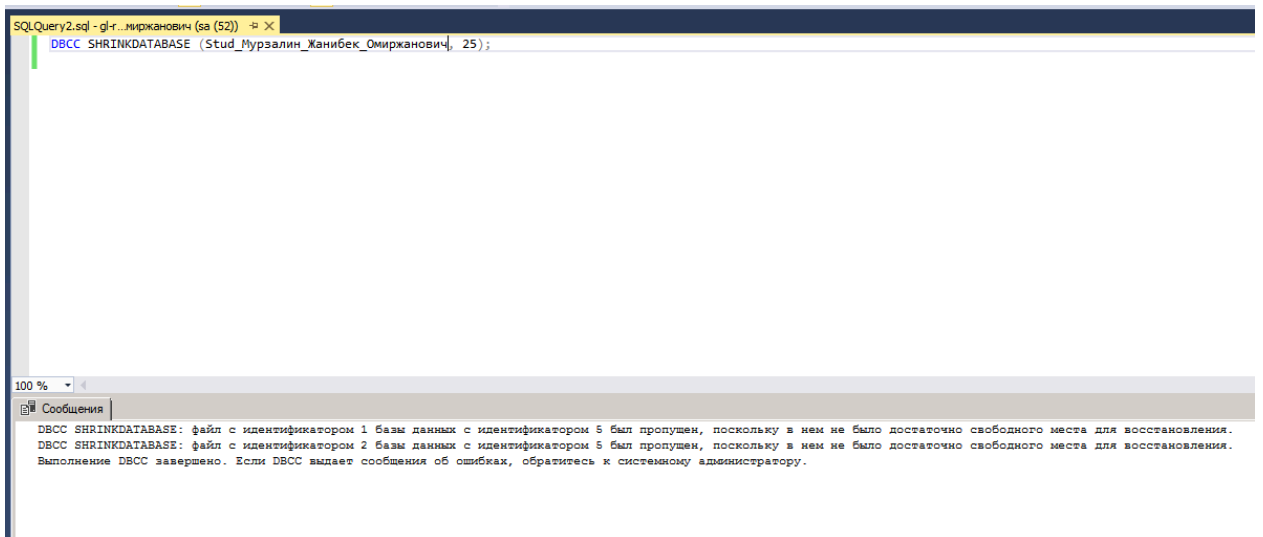 SQLQuery2.sql - gl-r...миржанович (sa (52))
DBCC SHRINKDATABASE (Stud_Мурзалин_Жанибек_Омиржанович, 25);
100 %
Сообщения
DBCC SHRINKDATABASE: файл с идентификатором 1 базы данных с идентификатором 5 был пропущен, поскольку в нем не было достаточно свободного места для восстановления.
DBCC SHRINKDATABASE: файл с идентификатором 2 базы данных с идентификатором 5 был пропущен, поскольку в нем не было достаточно свободного места для восстановления.
Выполнение DBCC завершено. Если DBCC выдает сообщения об ошибках, обратитесь к системному администратору.